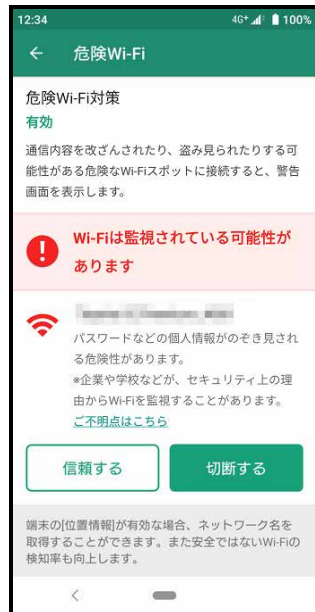 12:34 4G+ 100%
← 危険Wi-Fi
危険Wi-Fi対策
有効
通信内容を改ざんされたり、盗み見られたりする可
能性がある危険なWi-Fiスポットに接続すると、警告
画面を表示します。
Wi-Fiは監視されている可能性が
あります
パスワードなどの個人情報がのぞき見され
る危険性があります。
*企業や学校などが、セキュリティ上の理
由からWi-Fiを監視することがあります。
ご不明点はこちら
信頼する 切断する
端末の[位置情報]が有効な場合、ネットワーク名を
取得することができます。また安全ではないWi-Fiの
検知率も向上します。